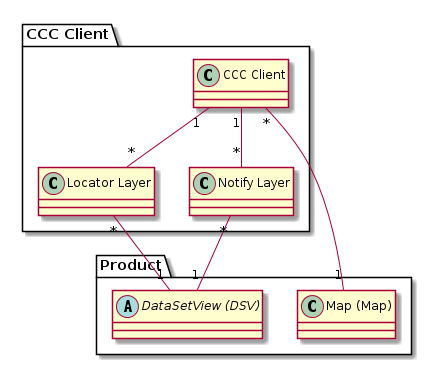 CCC Client
C CCC Client
1 1 *
* *
C Locator Layer C Notify Layer
* *
Product
1 1 1
A DataSetView (DSV) C Map (Map)